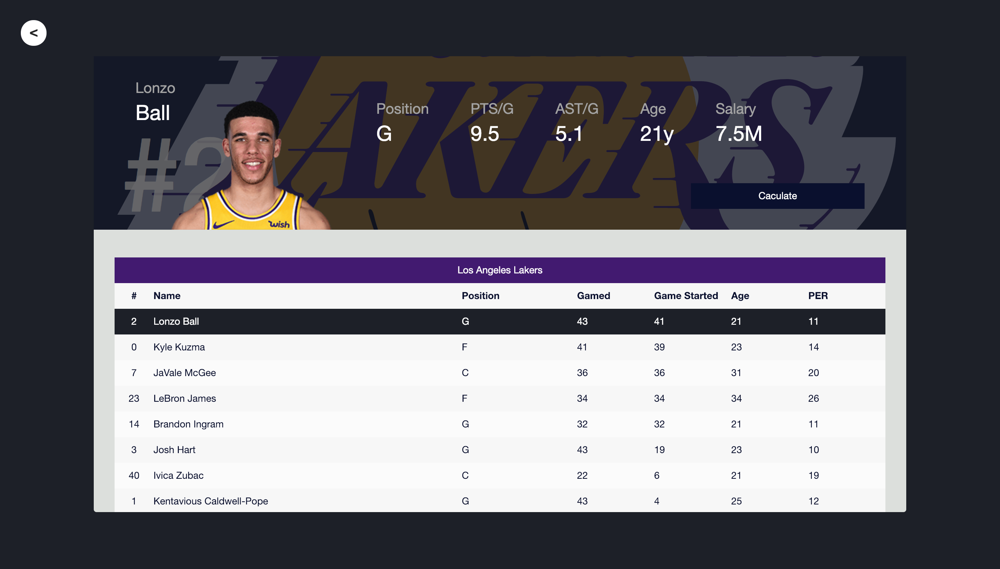 <
Lonzo
Ball
#2
LAKERS
Position PTS/G AST/G Age Salary
G 9.5 5.1 21y 7.5M
Caculate
wish
Los Angeles Lakers
# Name Position Gamed Game Started Age PER
2 Lonzo Ball G 43 41 21 11
0 Kyle Kuzma F 41 39 23 14
7 JaVale McGee C 36 36 31 20
23 LeBron James F 34 34 34 26
14 Brandon Ingram G 32 32 21 11
3 Josh Hart G 43 19 23 10
40 Ivica Zubac C 22 6 21 19
1 Kentavious Caldwell-Pope G 43 4 25 12